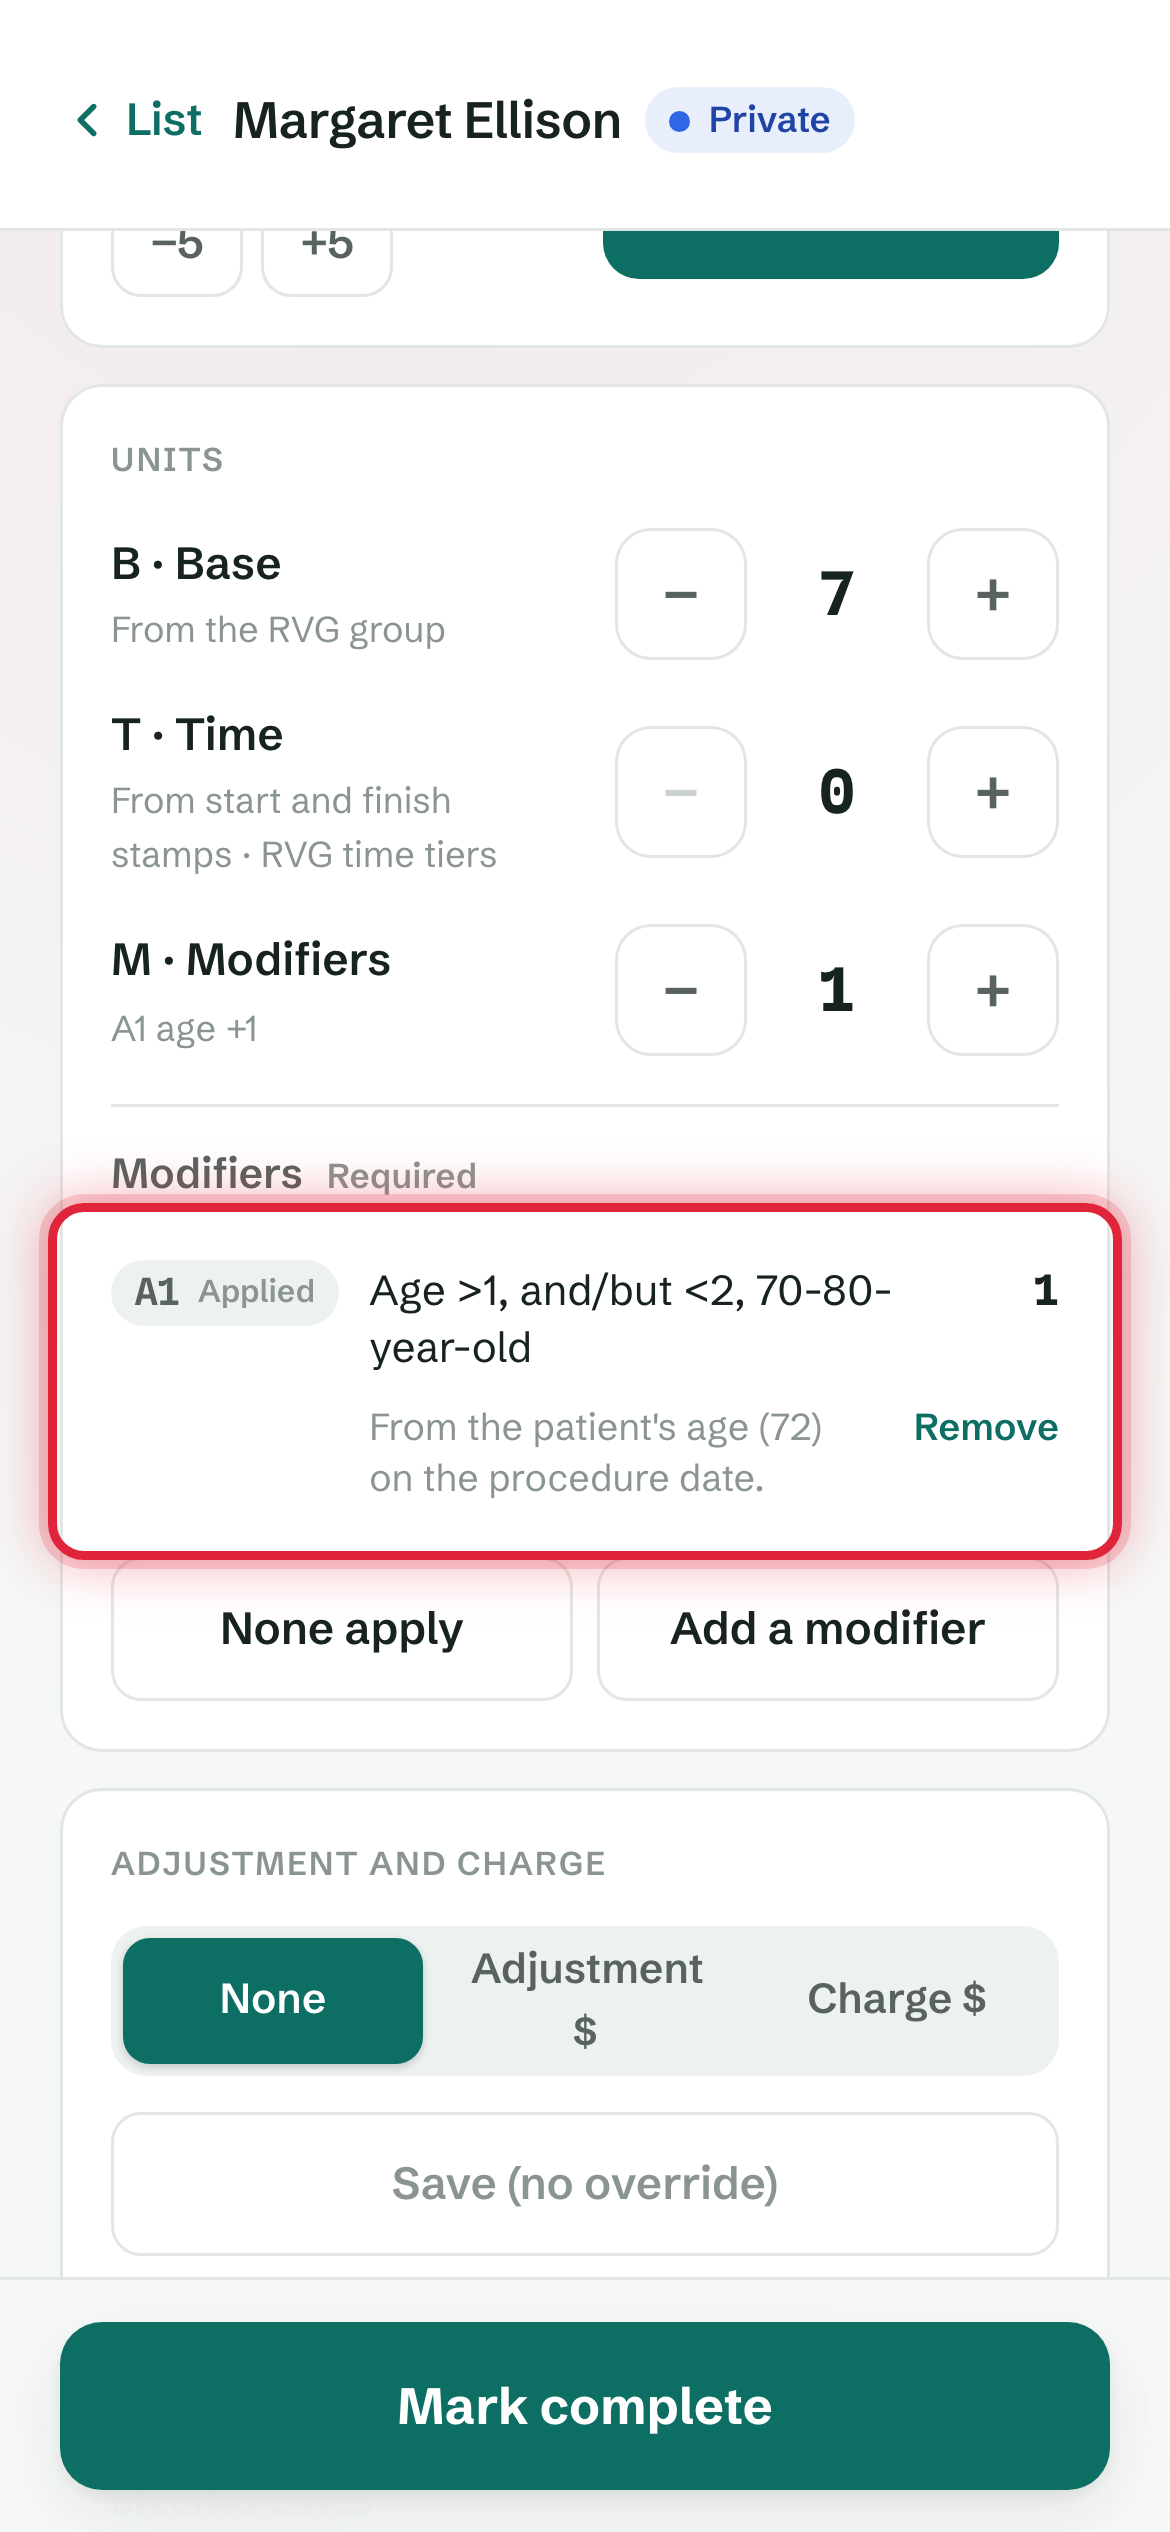 List Margaret Ellison Private
−5 +5
UNITS
B · Base
From the RVG group
− 7 +
T · Time
From start and finish
stamps · RVG time tiers
− 0 +
M · Modifiers
A1 age +1
− 1 +
Modifiers Required
A1 Applied Age >1, and/but <2, 70-80- 1
year-old
From the patient's age (72) Remove
on the procedure date.
None apply Add a modifier
ADJUSTMENT AND CHARGE
None Adjustment $ Charge $
Save (no override)
Mark complete